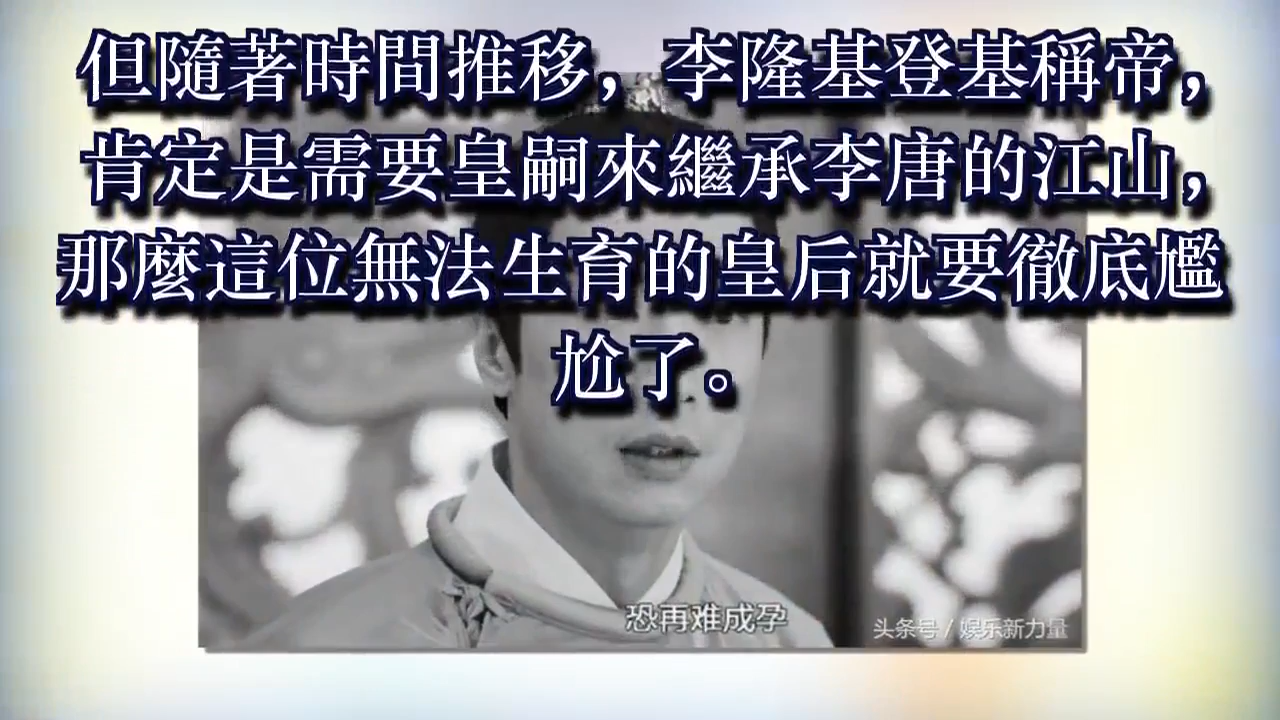 但隨著時間推移，李隆基登基稱帝，
肯定是需要皇嗣來繼承李唐的江山，
那麼這位無法生育的皇后就要徹底尷
尬了。
恐再难成孕
头条号 / 娱乐新力量